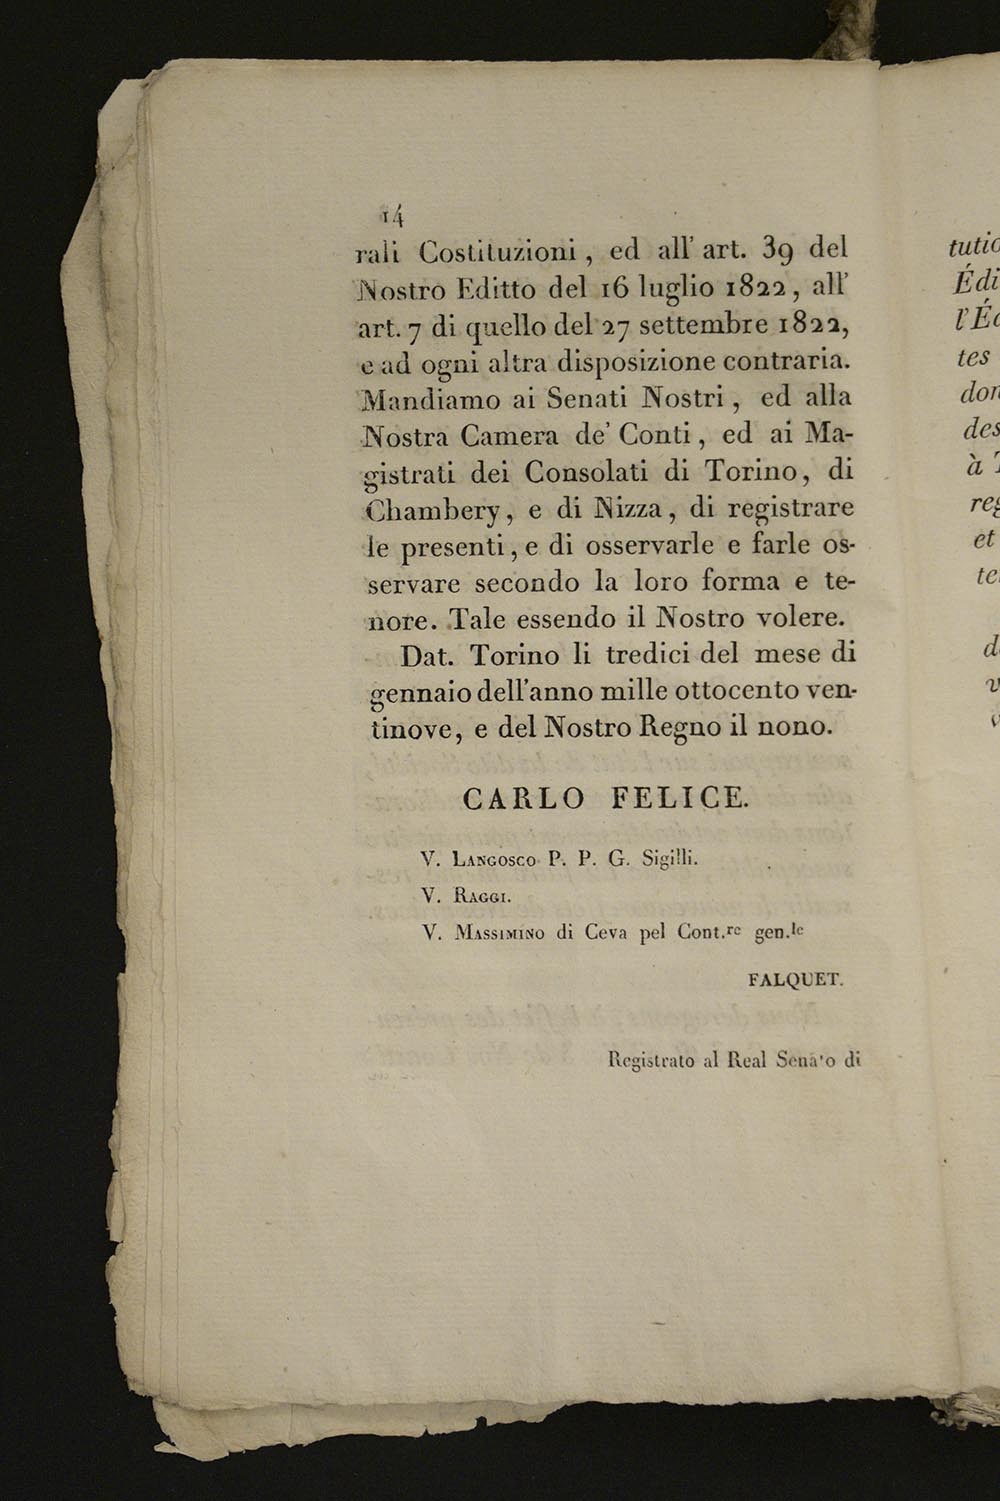 14
rali Costituzioni, ed all' art. 39 del
Nostro Editto del 16 luglio 1822, all'
art. 7 di quello del 27 settembre 1822,
e ad ogni altra disposizione contraria.
Mandiamo ai Senati Nostri, ed alla
Nostra Camera de' Conti, ed ai Ma-
gistrati dei Consolati di Torino, di
Chambery, e di Nizza, di registrare
le presenti, e di osservarle e farle os-
servare secondo la loro forma e te-
nore. Tale essendo il Nostro volere.
Dat. Torino li tredici del mese di
gennaio dell'anno mille ottocento ven-
tinove, e del Nostro Regno il nono.
CARLO FELICE.
V. LANGOSCO P. P. G. Sigilli.
V. RAGGI.
V. MASSIMINO di Ceva pel Cont.re gen.le
FALQUET.
Registrato al Real Senato di
tutio
Édi
l'Éd
tes
don
des
à
reg
et
te
d
v